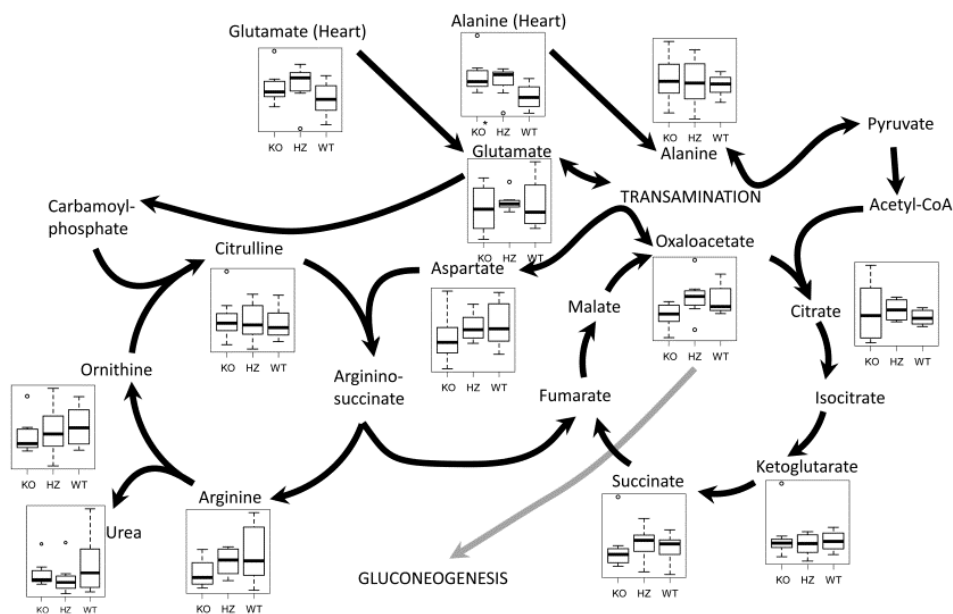 Glutamate (Heart)
KO HZ WT
Alanine (Heart)
KO * HZ WT
KO HZ WT
Alanine
Pyruvate
Acetyl-CoA
Glutamate
KO HZ WT
TRANSAMINATION
Carbamoyl-
phosphate
Citrulline
KO HZ WT
Aspartate
KO HZ WT
Oxaloacetate
KO HZ WT
Malate
Citrate
KO HZ WT
Ornithine
KO HZ WT
Arginino-
succinate
Fumarate
Isocitrate
Urea
KO HZ WT
Arginine
KO HZ WT
Succinate
KO HZ WT
Ketoglutarate
KO HZ WT
GLUCONEOGENESIS